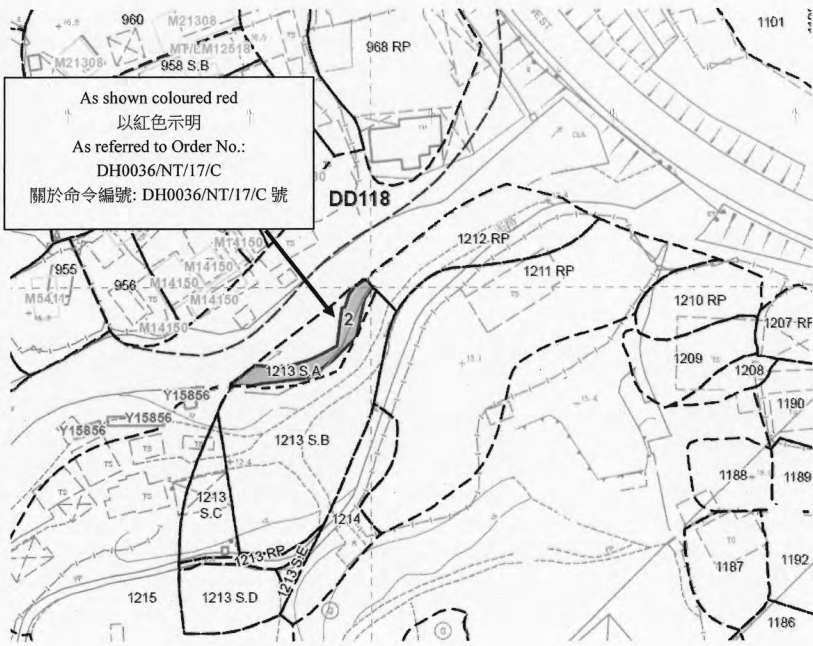 960
M21308
MT/LM12518
M21308
958 S.B
968 RP
1101
As shown coloured red
以紅色示明
As referred to Order No.:
DH0036/NT/17/C
關於命令編號: DH0036/NT/17/C 號
DD118
1212 RP
1211 RP
M14150
M14150
M14150
M14150
M14150
955
956
M5411
1210 RP
1207 RP
2
1213 S.A
1209
1208
1190
Y15856
Y15856
Y15856
1213 S.B
1188
1189
1213
S.C
1214
1213 RP
1213 S.E
1187
1192
1215
1213 S.D
1186